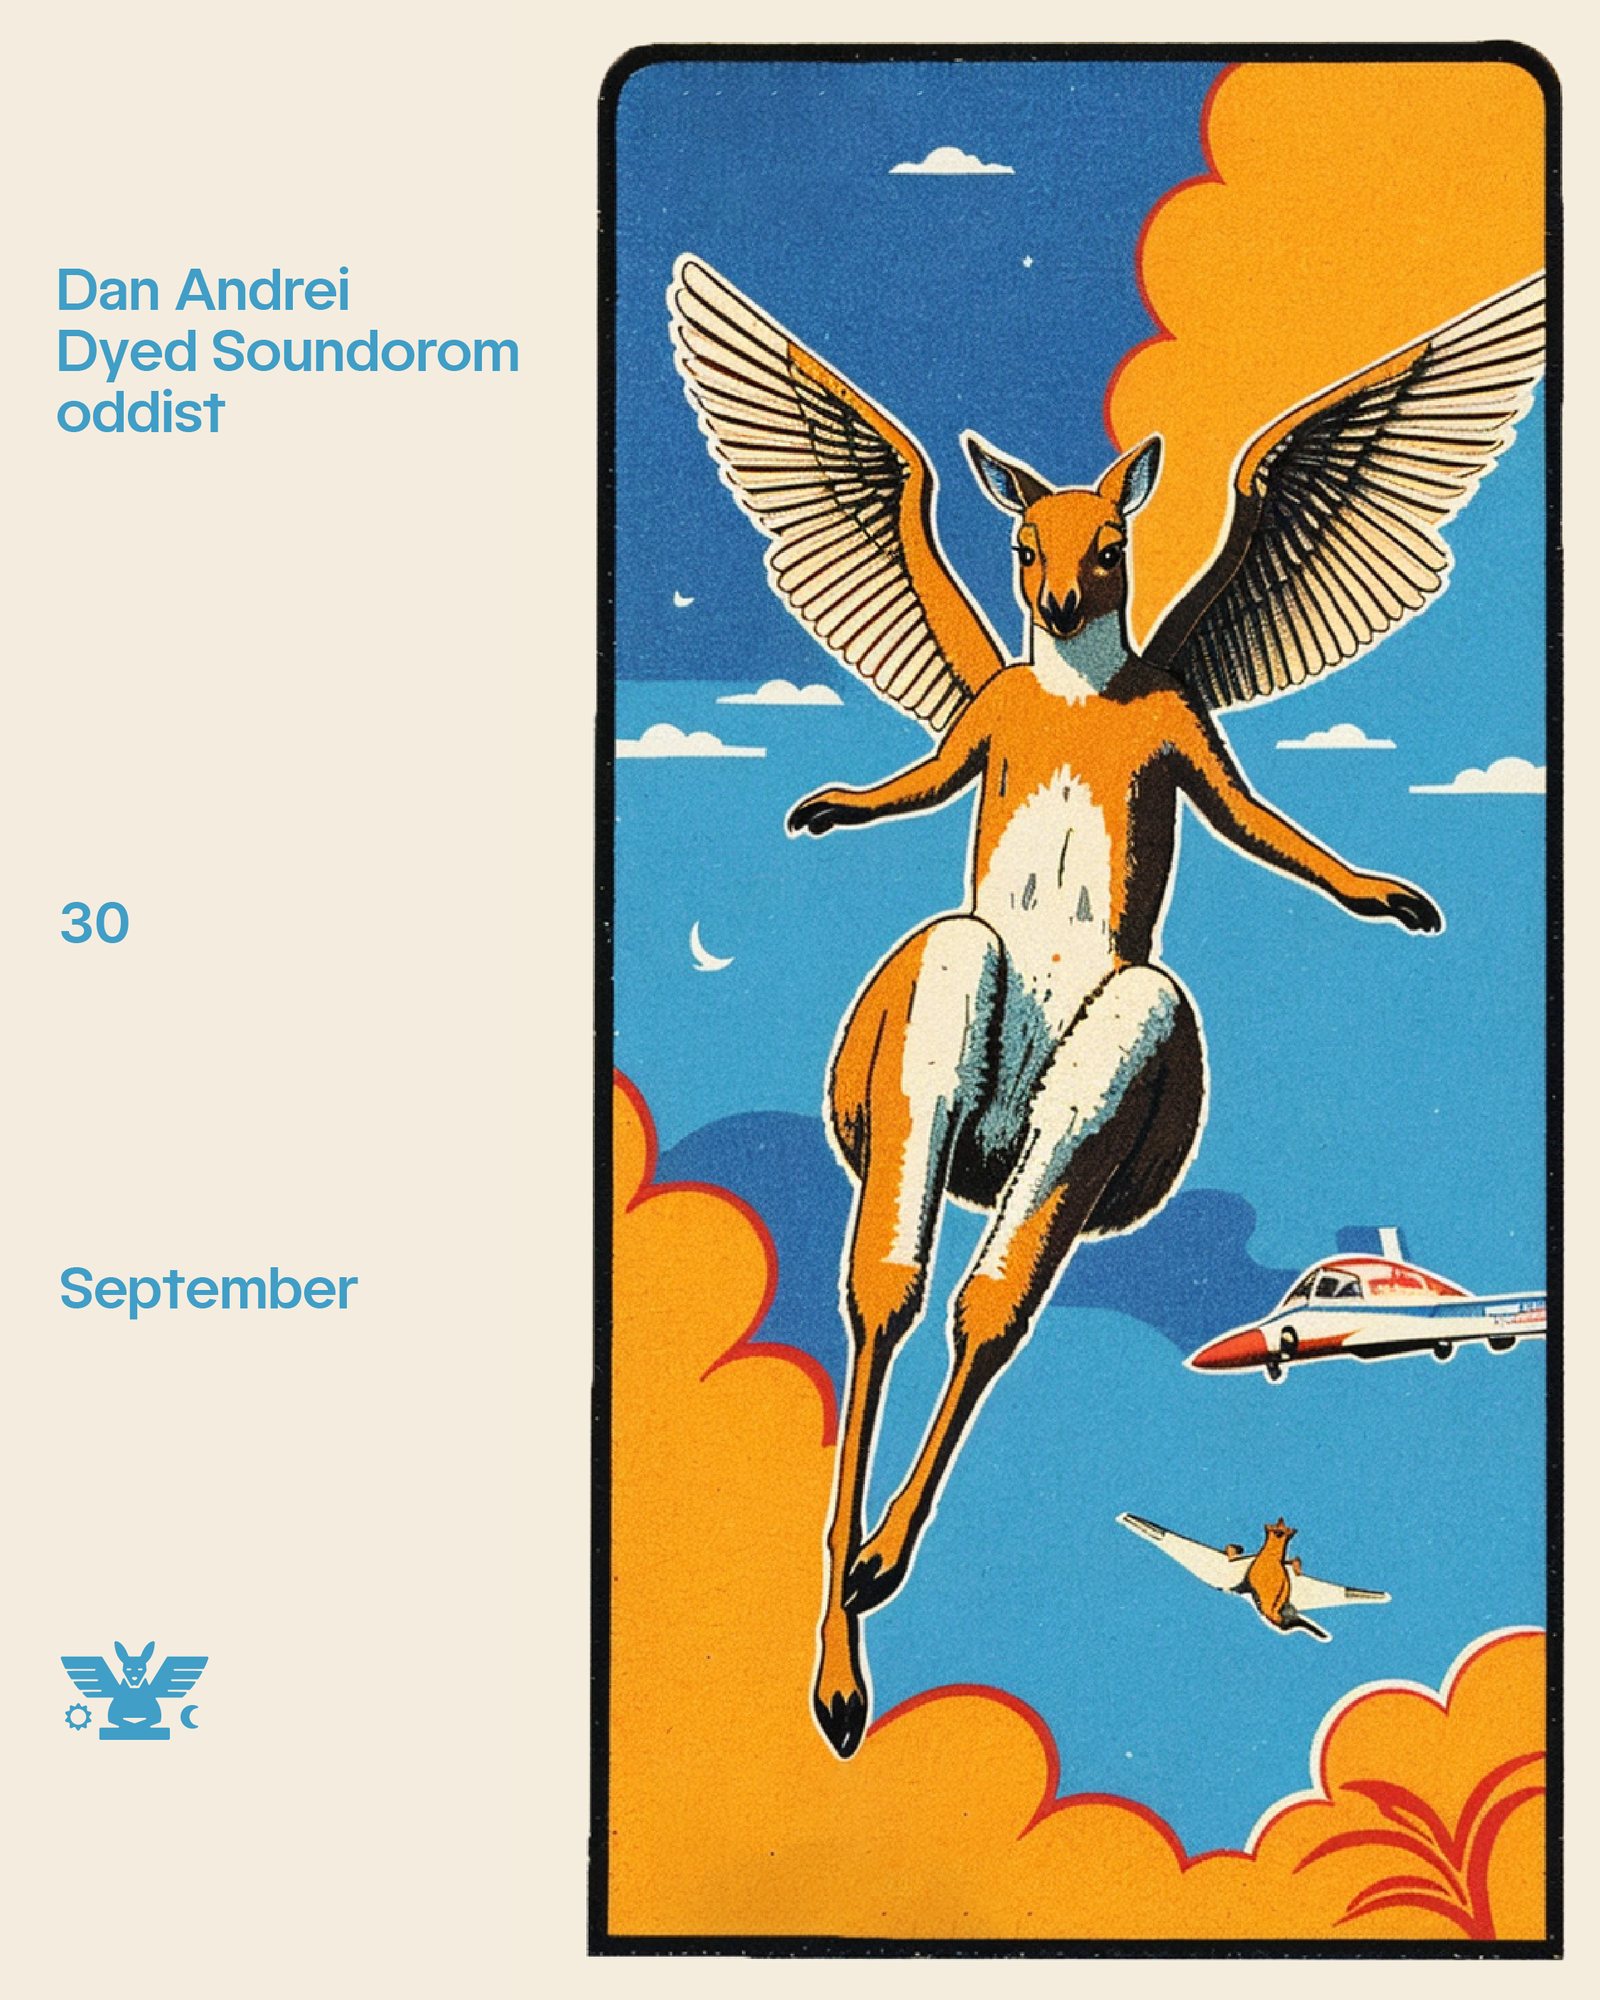 Dan Andrei
Dyed Soundorom
oddist
30
September